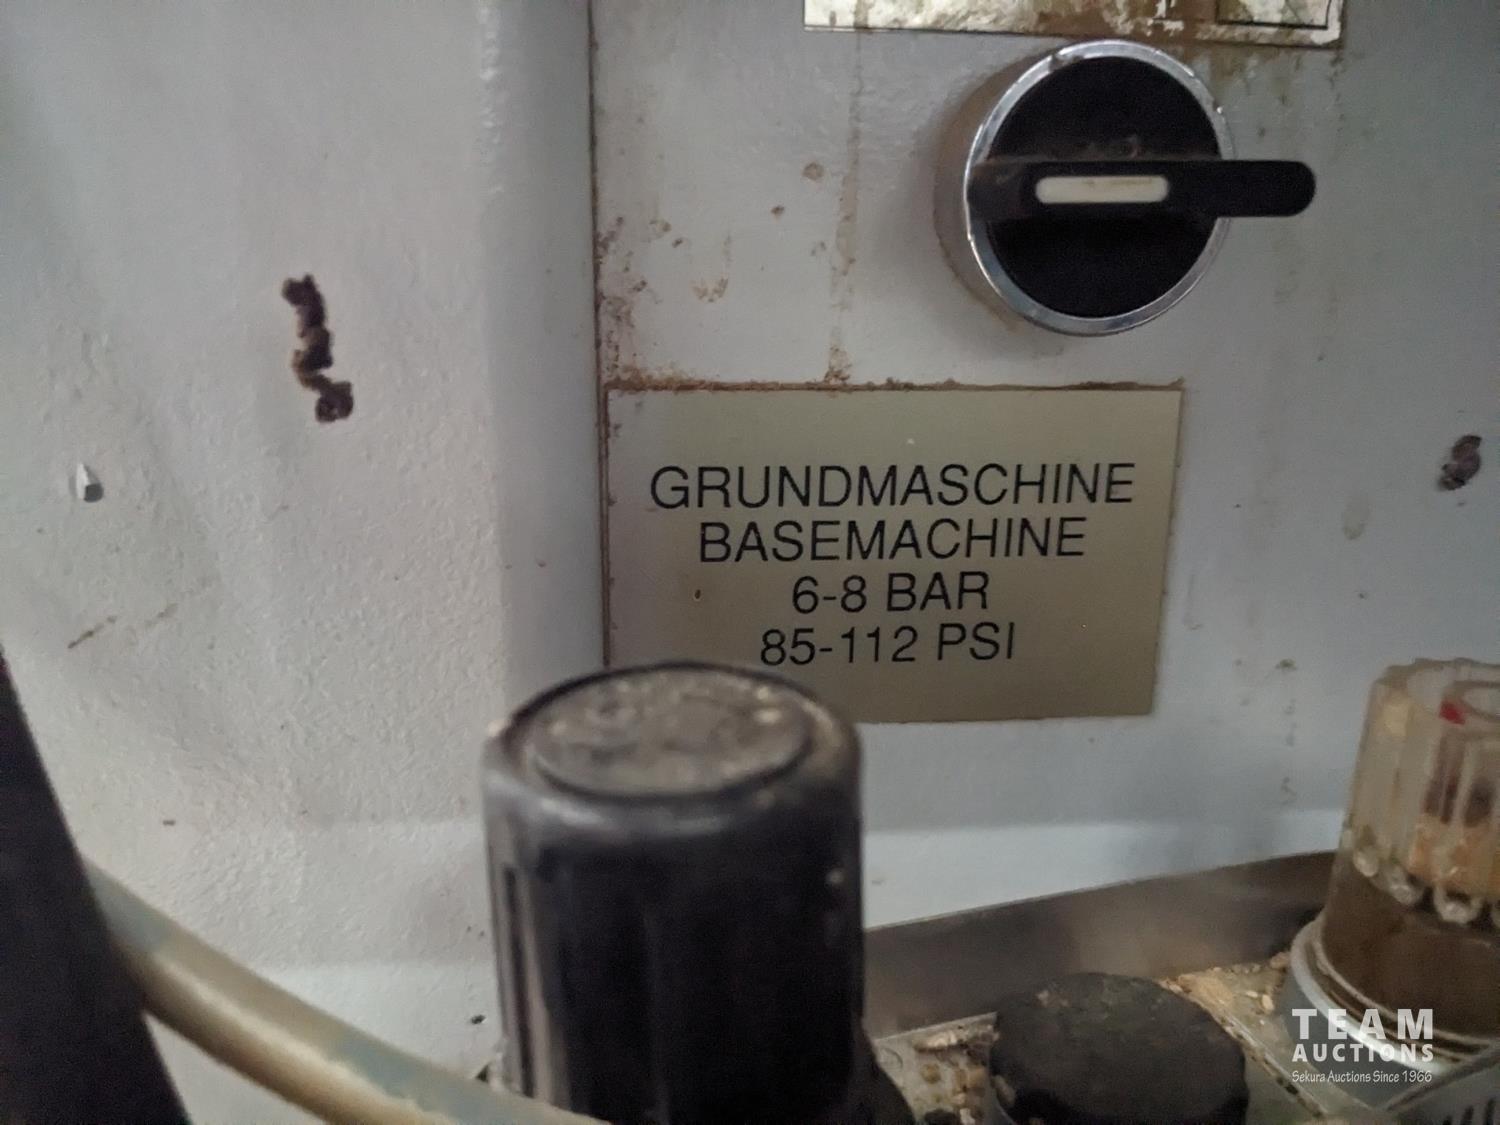 GRUNDMASCHINE
BASEMACHINE
6-8 BAR
85-112 PSI
TEAM
AUCTIONS
Sekura Auctions Since 1966